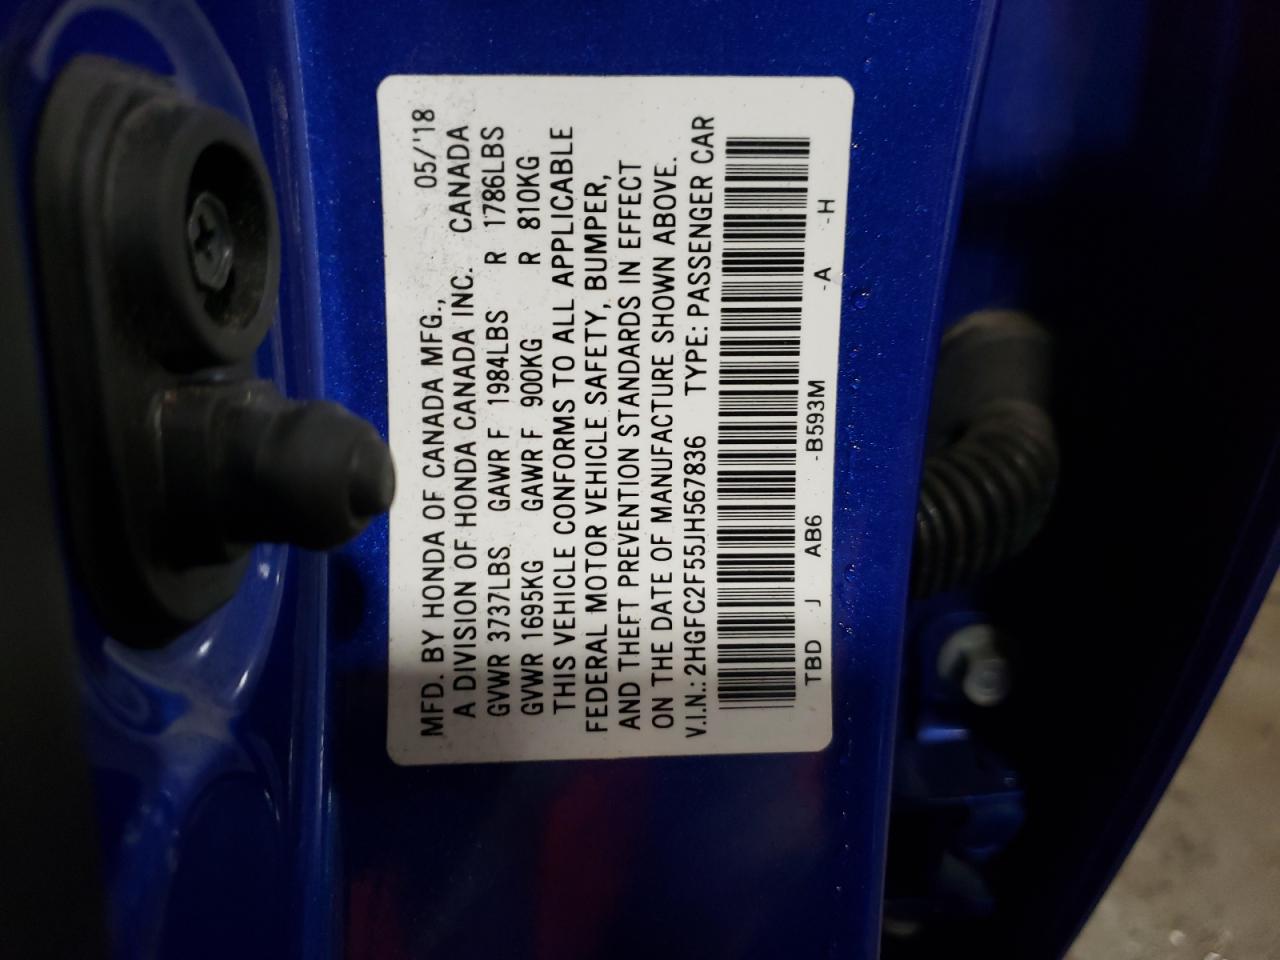 MFD. BY HONDA OF CANADA MFG., 05/'18
A DIVISION OF HONDA CANADA INC. CANADA
GVWR 3737LBS GAWR F 1984LBS R 1786LBS
GVWR 1695KG GAWR F 900KG R 810KG
THIS VEHICLE CONFORMS TO ALL APPLICABLE
FEDERAL MOTOR VEHICLE SAFETY, BUMPER,
AND THEFT PREVENTION STANDARDS IN EFFECT
ON THE DATE OF MANUFACTURE SHOWN ABOVE.
V.I.N.: 2HGFC2F55JH567836 TYPE: PASSENGER CAR
TBD J AB6 -B593M -A -H